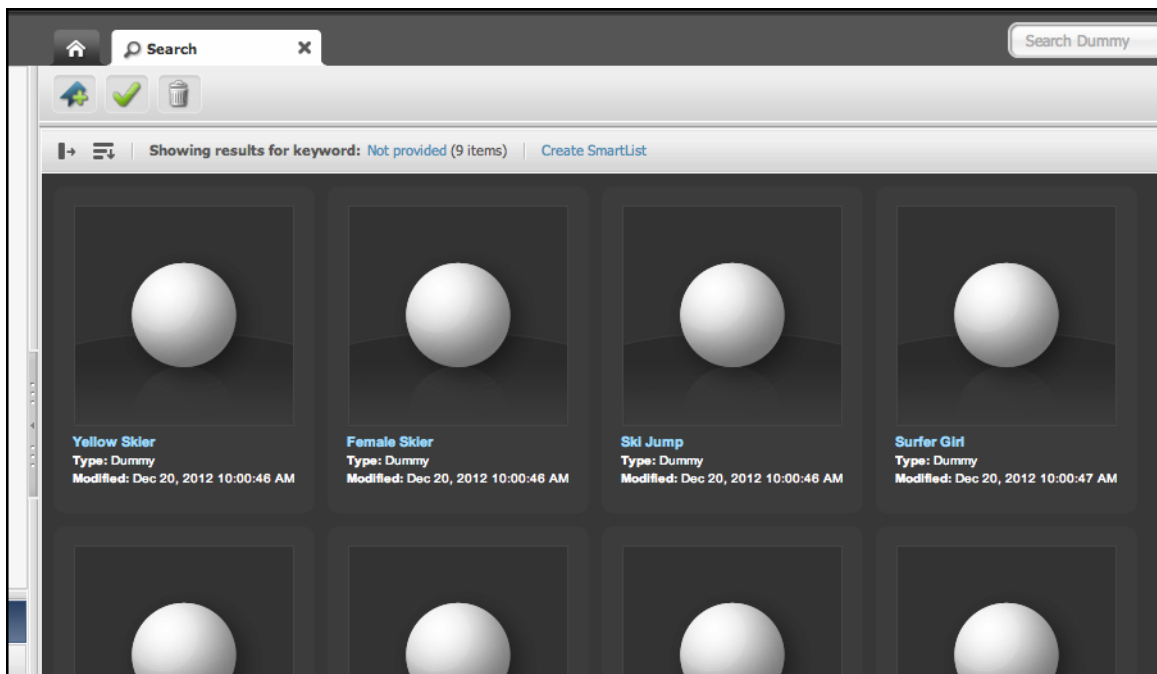 Search
Search Dummy
Showing results for keyword: Not provided (9 items) Create SmartList
Yellow Skier
Type: Dummy
Modified: Dec 20, 2012 10:00:46 AM
Female Skier
Type: Dummy
Modified: Dec 20, 2012 10:00:46 AM
Ski Jump
Type: Dummy
Modified: Dec 20, 2012 10:00:46 AM
Surfer Girl
Type: Dummy
Modified: Dec 20, 2012 10:00:47 AM